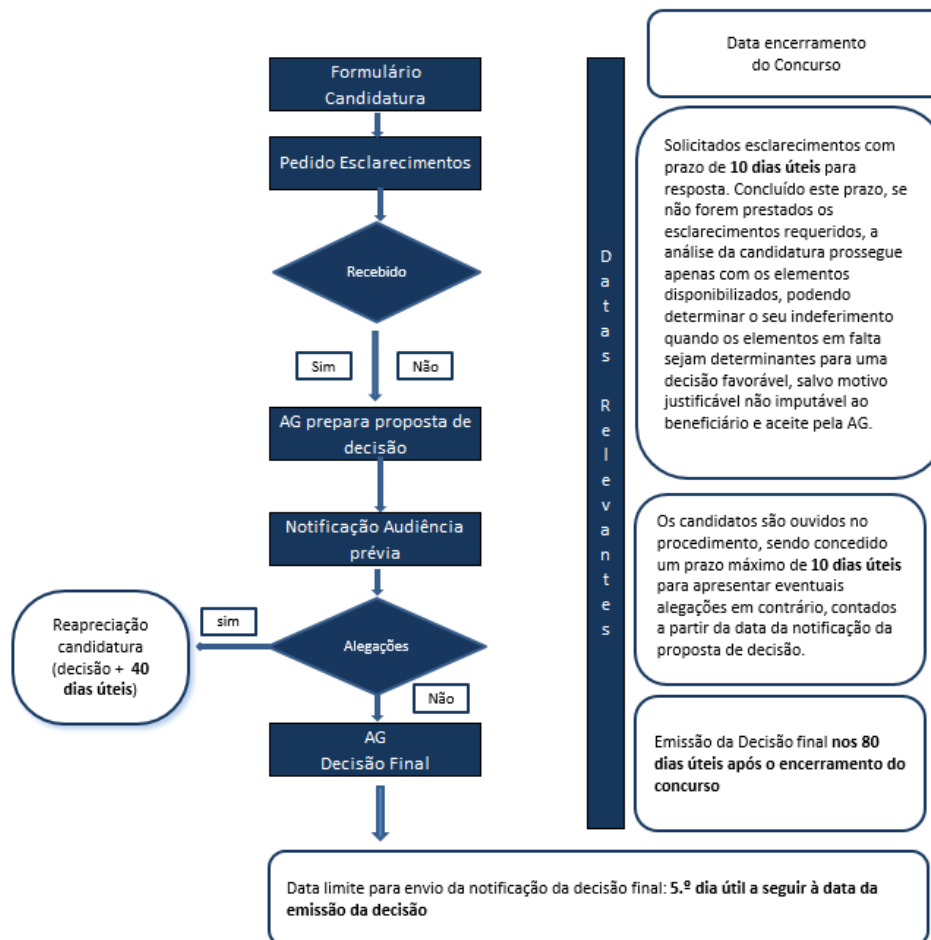 Formulário
Candidatura
Pedido Esclarecimentos
Recebido
Sim
Não
AG prepara proposta de
decisão
Notificação Audiência
prévia
Alegações
sim
Reapreciação
candidatura
(decisão + 40
dias úteis)
Não
AG
Decisão Final
Datas Relevantes
Data encerramento
do Concurso
Solicitados esclarecimentos com
prazo de 10 dias úteis para
resposta. Concluído este prazo, se
não forem prestados os
esclarecimentos requeridos, a
análise da candidatura prossegue
apenas com os elementos
disponibilizados, podendo
determinar o seu indeferimento
quando os elementos em falta
sejam determinantes para uma
decisão favorável, salvo motivo
justificável não imputável ao
beneficiário e aceite pela AG.
Os candidatos são ouvidos no
procedimento, sendo concedido
um prazo máximo de 10 dias úteis
para apresentar eventuais
alegações em contrário, contados
a partir da data da notificação da
proposta de decisão.
Emissão da Decisão final nos 80
dias úteis após o encerramento do
concurso
Data limite para envio da notificação da decisão final: 5.º dia útil a seguir à data da
emissão da decisão